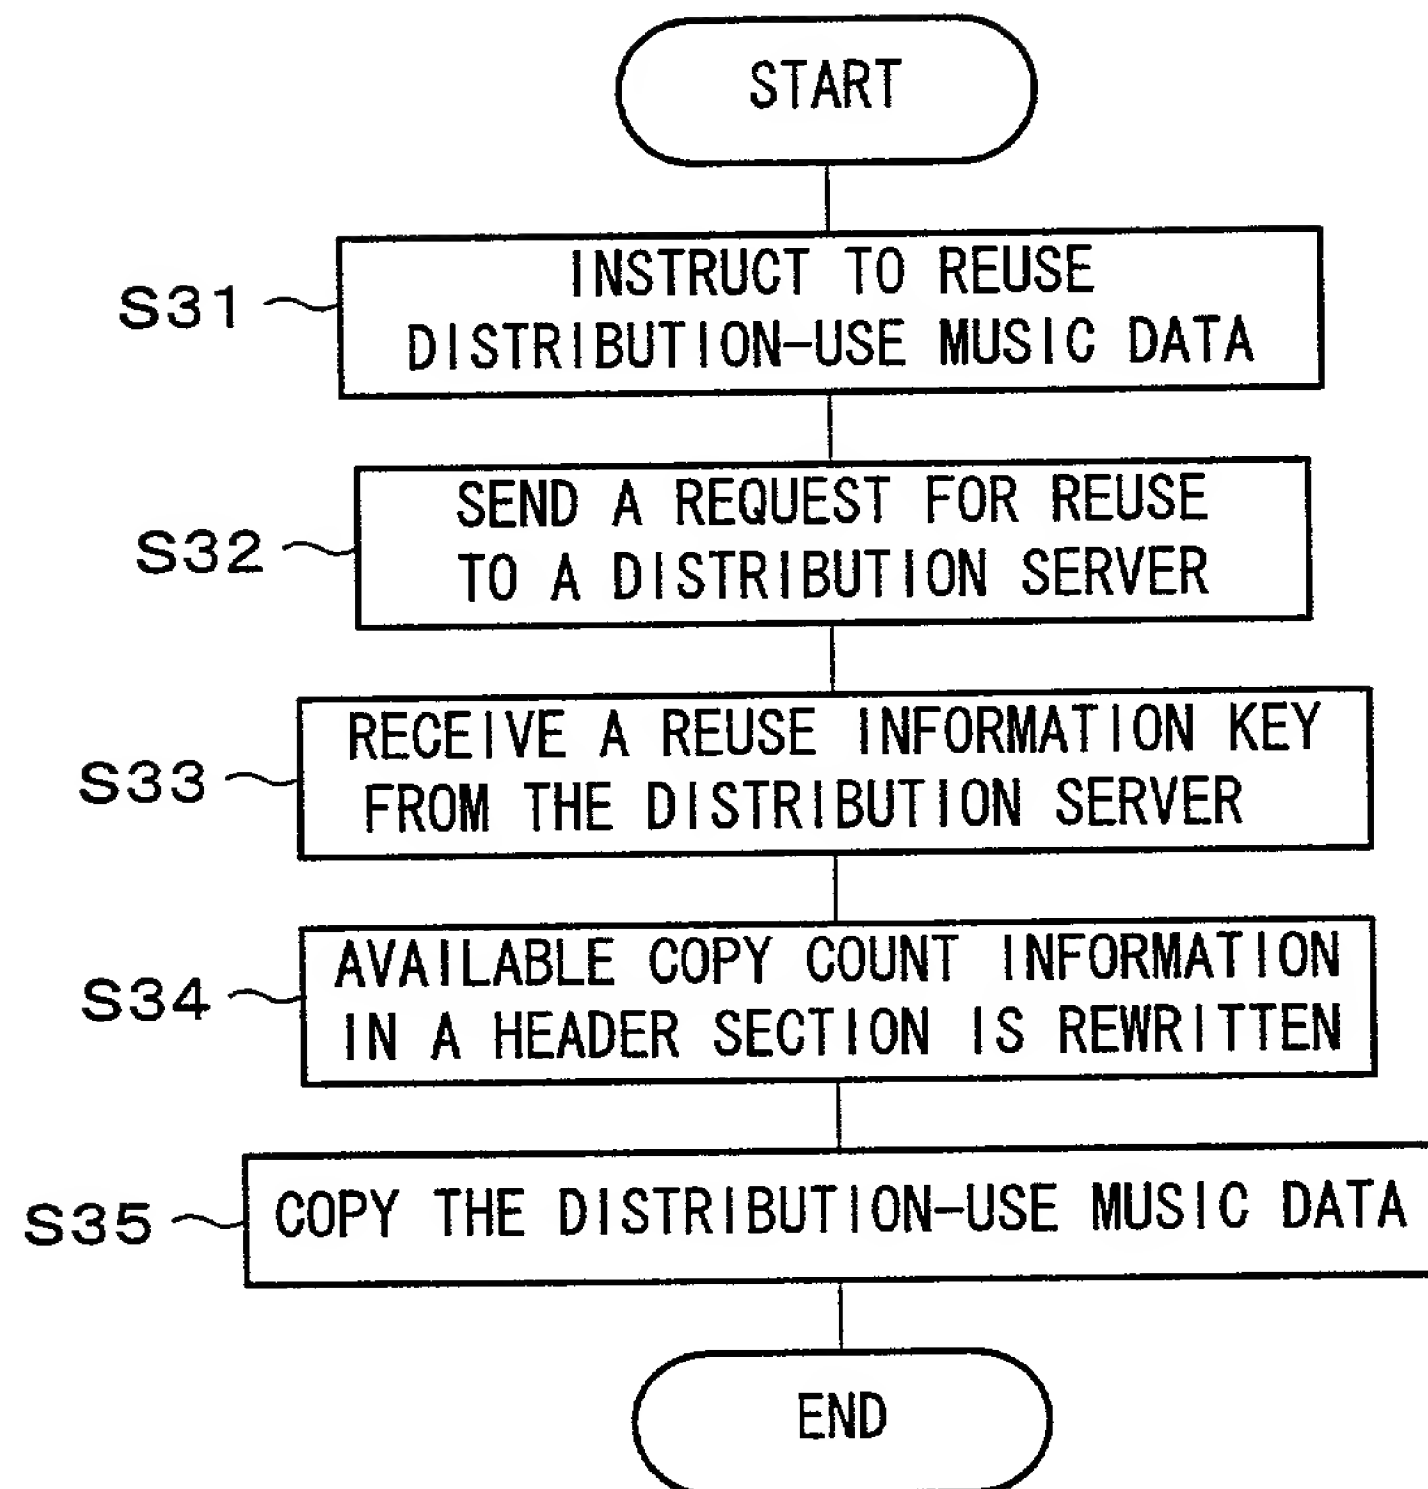 START
S31
INSTRUCT TO REUSE
DISTRIBUTION-USE MUSIC DATA
S32
SEND A REQUEST FOR REUSE
TO A DISTRIBUTION SERVER
S33
RECEIVE A REUSE INFORMATION KEY
FROM THE DISTRIBUTION SERVER
S34
AVAILABLE COPY COUNT INFORMATION
IN A HEADER SECTION IS REWRITTEN
S35
COPY THE DISTRIBUTION-USE MUSIC DATA
END